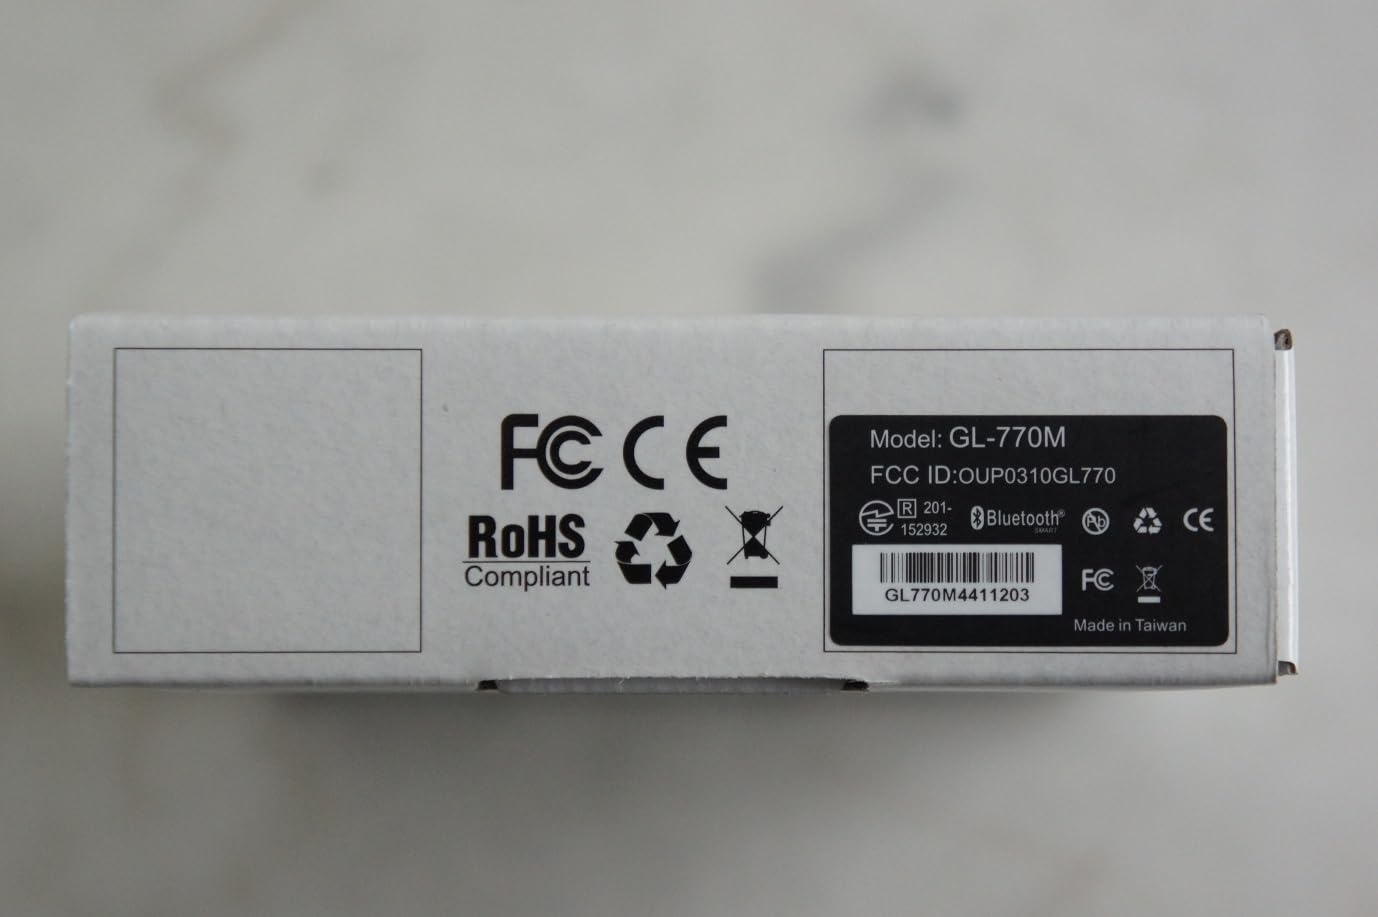 FC CE
RoHS
Compliant
Model: GL-770M
FCC ID:OUP0310GL770
R 201-
152932
Bluetooth®
SMART
Pb
CE
GL770M4411203
FC
Made in Taiwan